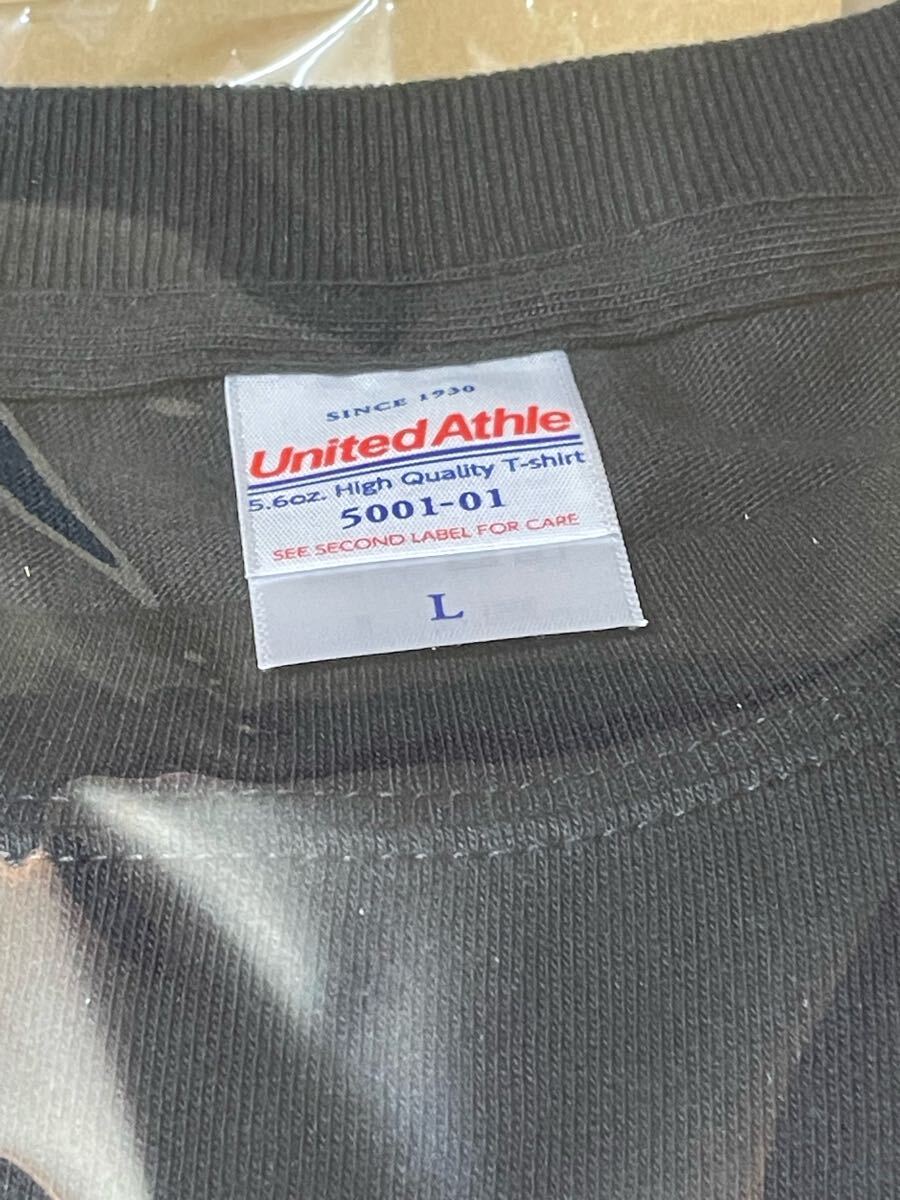 SINCE 1930
United Athle
5.6oz. High Quality T-shirt
5001-01
SEE SECOND LABEL FOR CARE
L